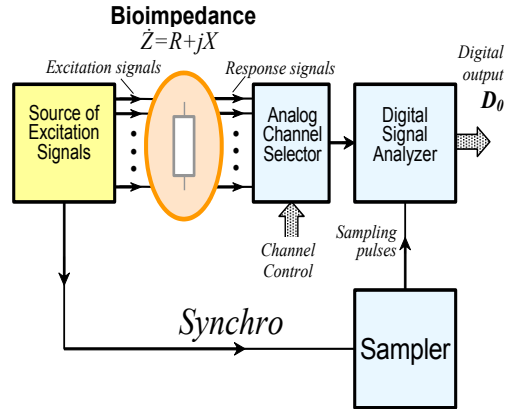 Bioimpedance
Ż=R+jX
Excitation signals
Response signals
Digital
output
D₀
Source of
Excitation
Signals
Analog
Channel
Selector
Digital
Signal
Analyzer
Channel
Control
Sampling
pulses
Synchro
Sampler